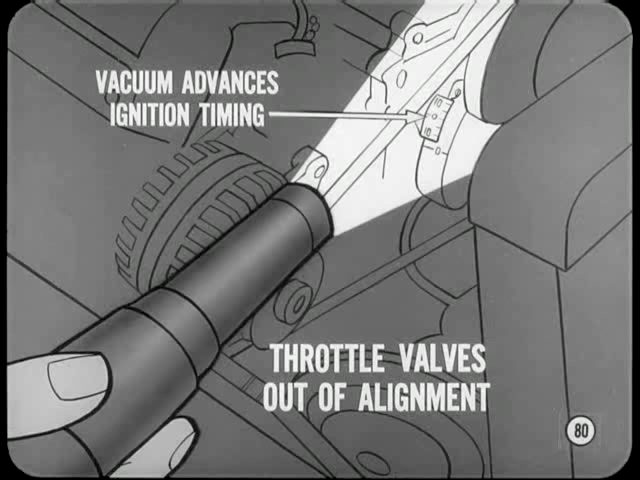 VACUUM ADVANCES
IGNITION TIMING
THROTTLE VALVES
OUT OF ALIGNMENT
80